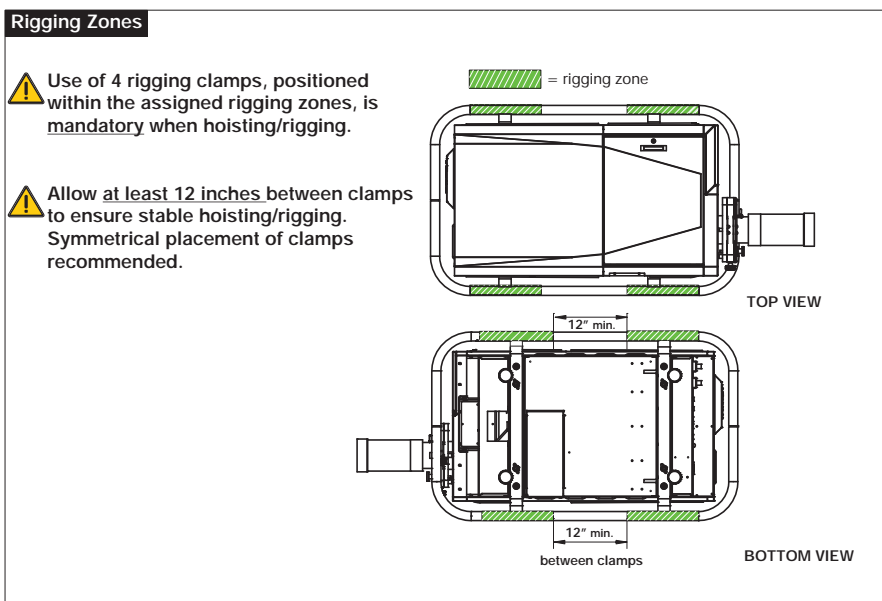 Rigging Zones
Use of 4 rigging clamps, positioned
within the assigned rigging zones, is
mandatory when hoisting/rigging.
Allow at least 12 inches between clamps
to ensure stable hoisting/rigging.
Symmetrical placement of clamps
recommended.
= rigging zone
TOP VIEW
12" min.
12" min.
between clamps
BOTTOM VIEW